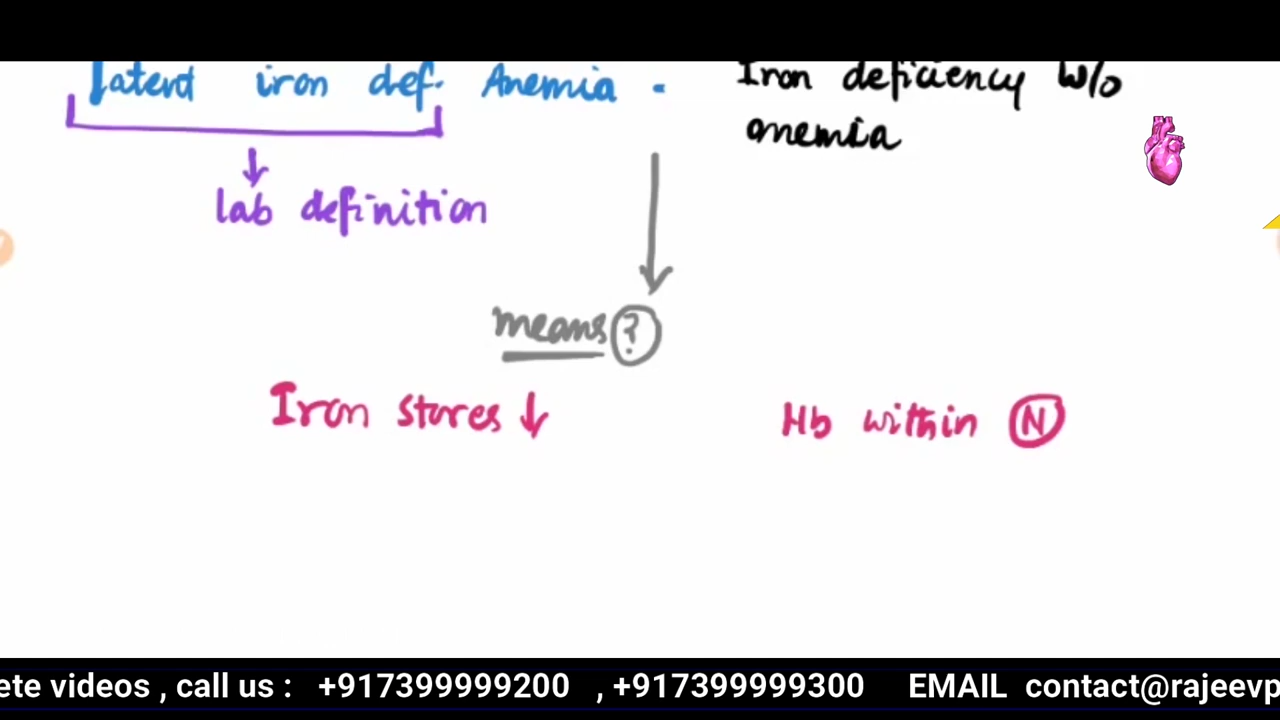 Latent iron def. Anemia - Iron deficiency w/o
anemia
lab definition
means ?
Iron stores ↓ Hb within N
ete videos , call us : +917399999200 , +917399999300 EMAIL contact@rajeevp